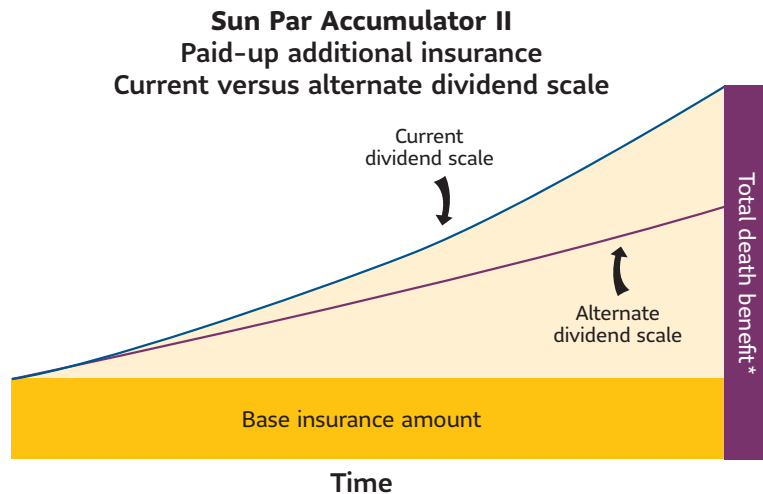 Sun Par Accumulator II
Paid-up additional insurance
Current versus alternate dividend scale
Current
dividend scale
Alternate
dividend scale
Total death benefit*
Base insurance amount
Time